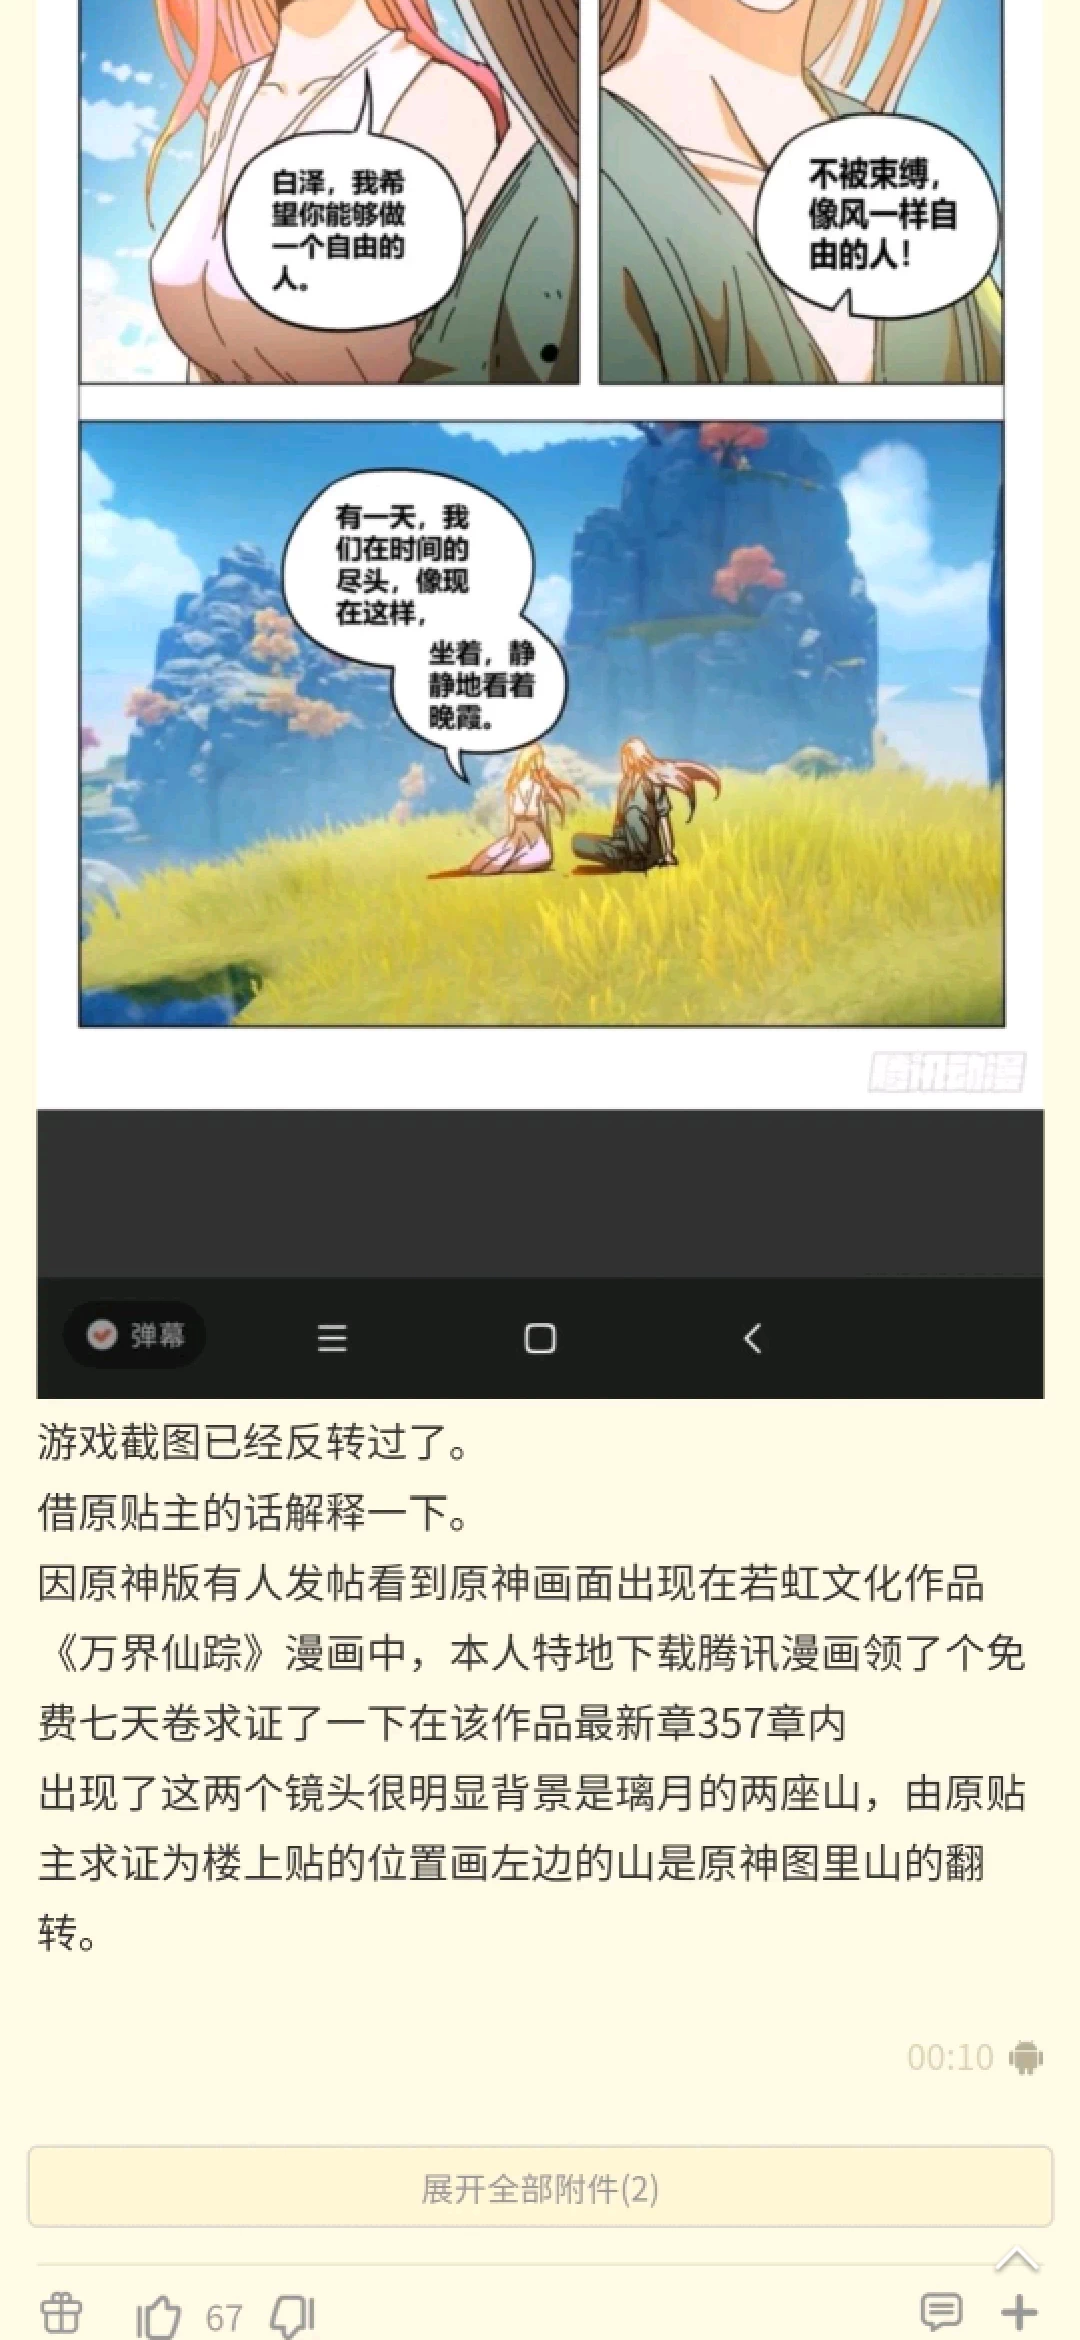 白泽，我希
望你能够做
一个自由的
人。
不被束缚，
像风一样自
由的人！
有一天，我
们在时间的
尽头，像现
在这样，
坐着，静
静地看着
晚霞。
腾讯动漫
弹幕
游戏截图已经反转过了。
借原贴主的话解释一下。
因原神版有人发帖看到原神画面出现在若虹文化作品
《万界仙踪》漫画中，本人特地下载腾讯漫画领了个免
费七天卷求证了一下在该作品最新章357章内
出现了这两个镜头很明显背景是璃月的两座山，由原贴
主求证为楼上贴的位置画左边的山是原神图里山的翻
转。
00:10
展开全部附件(2)
67